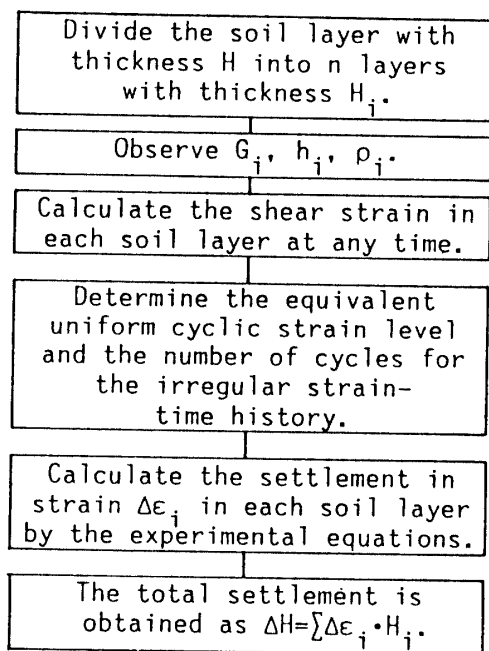 Divide the soil layer with
thickness H into n layers
with thickness Hᵢ.
Observe Gᵢ, hᵢ, ρᵢ.
Calculate the shear strain in
each soil layer at any time.
Determine the equivalent
uniform cyclic strain level
and the number of cycles for
the irregular strain-
time history.
Calculate the settlement in
strain Δεᵢ in each soil layer
by the experimental equations.
The total settlement is
obtained as ΔH=∑Δεᵢ·Hᵢ.